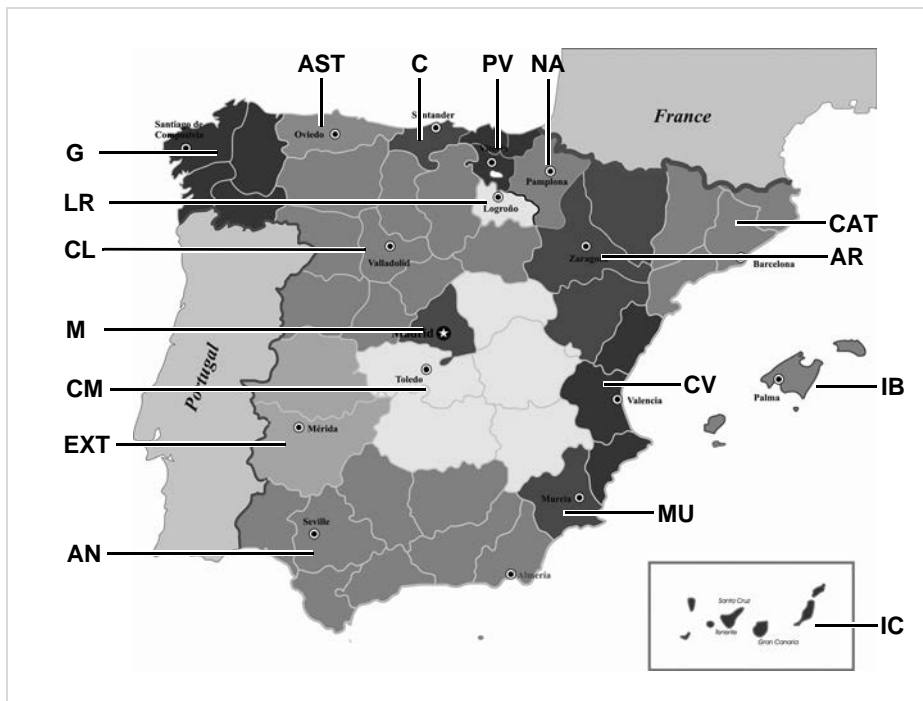 AST
C
PV
NA
Santander
France
Santiago de
Compostela
Oviedo
G
Pamplona
LR
Logroño
CAT
CL
Valladolid
Zaragoza
AR
Barcelona
M
Madrid
Portugal
CM
Toledo
CV
IB
Palma
Valencia
EXT
Mérida
Murcia
MU
Seville
AN
Almería
Santa Cruz
Tenerife
IC
Gran Canaria